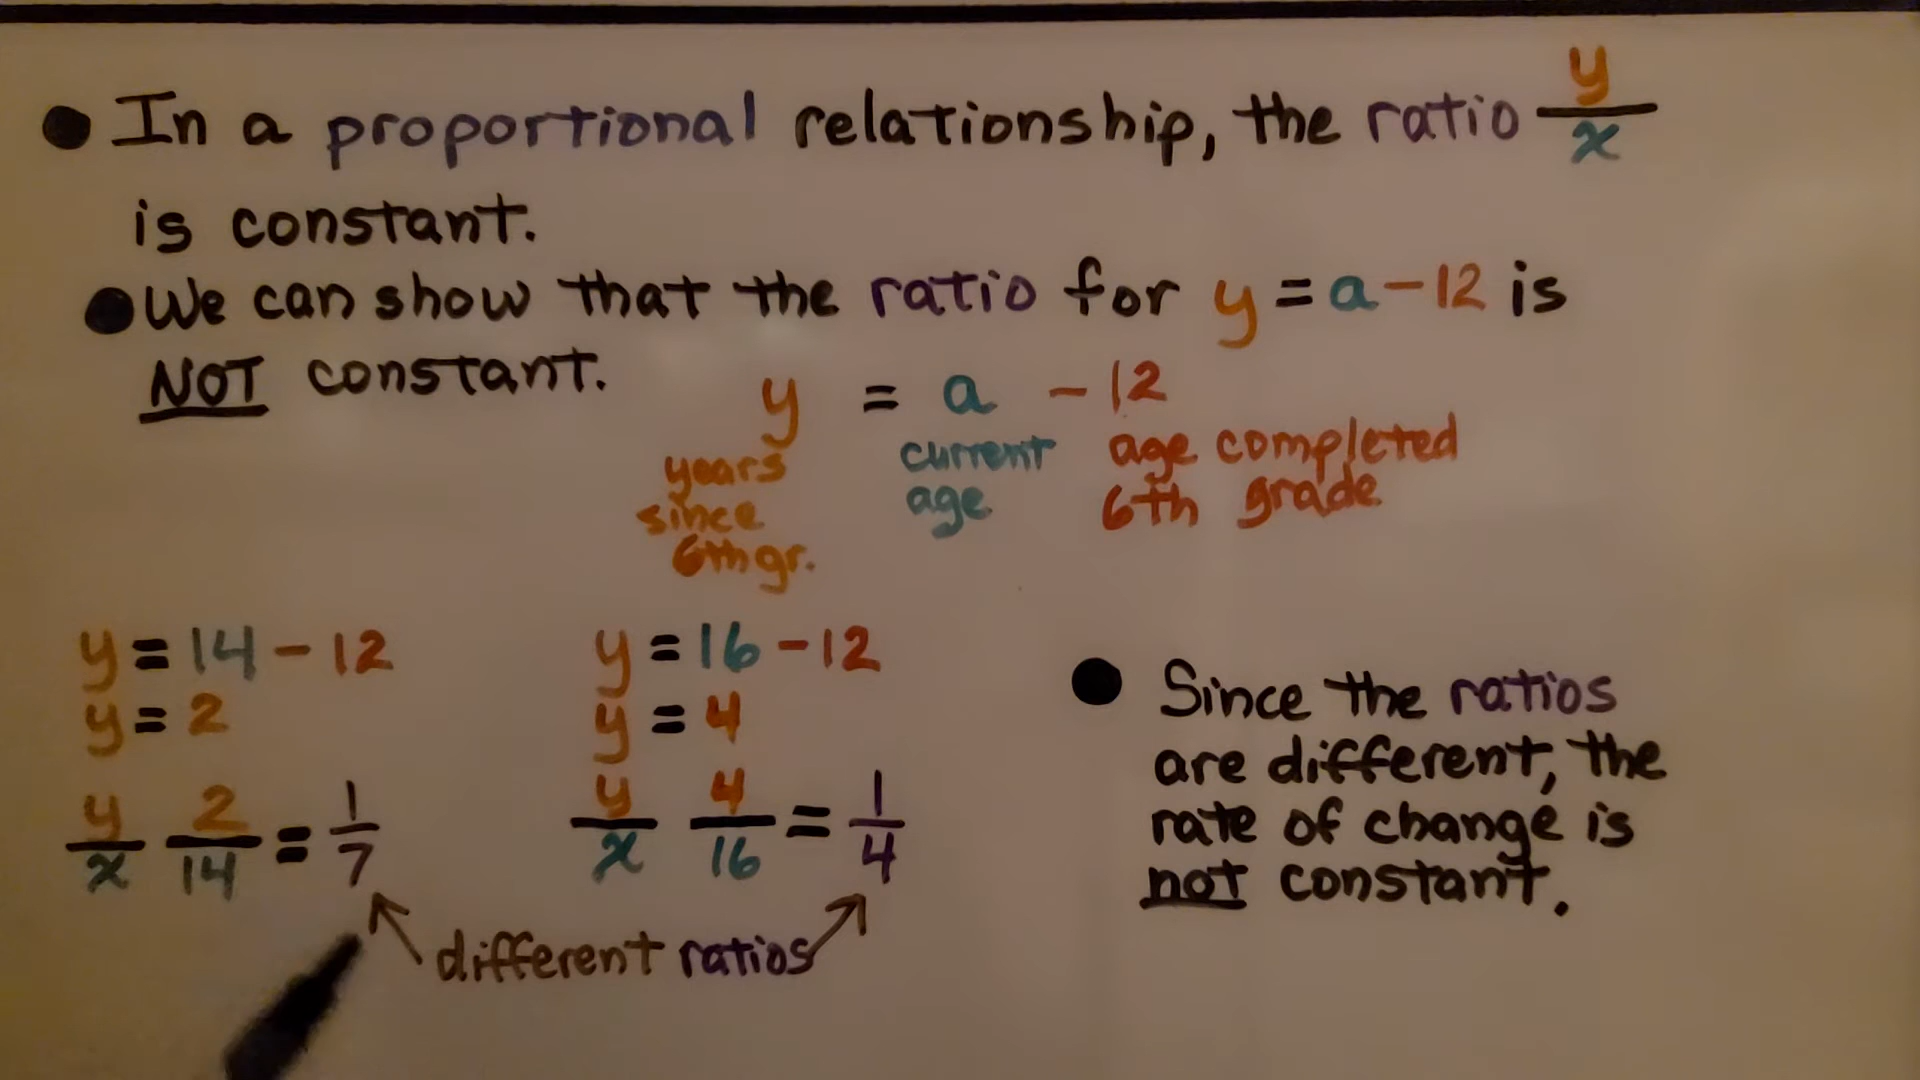 In a proportional relationship, the ratio y/x
is constant.
We can show that the ratio for y = a - 12 is
NOT constant.
y = a - 12
years since 6th gr.
current age
age completed 6th grade
y = 14 - 12
y = 2
y/x 2/14 = 1/7
y = 16 - 12
y = 4
y/x 4/16 = 1/4
different ratios
Since the ratios
are different, the
rate of change is
not constant.